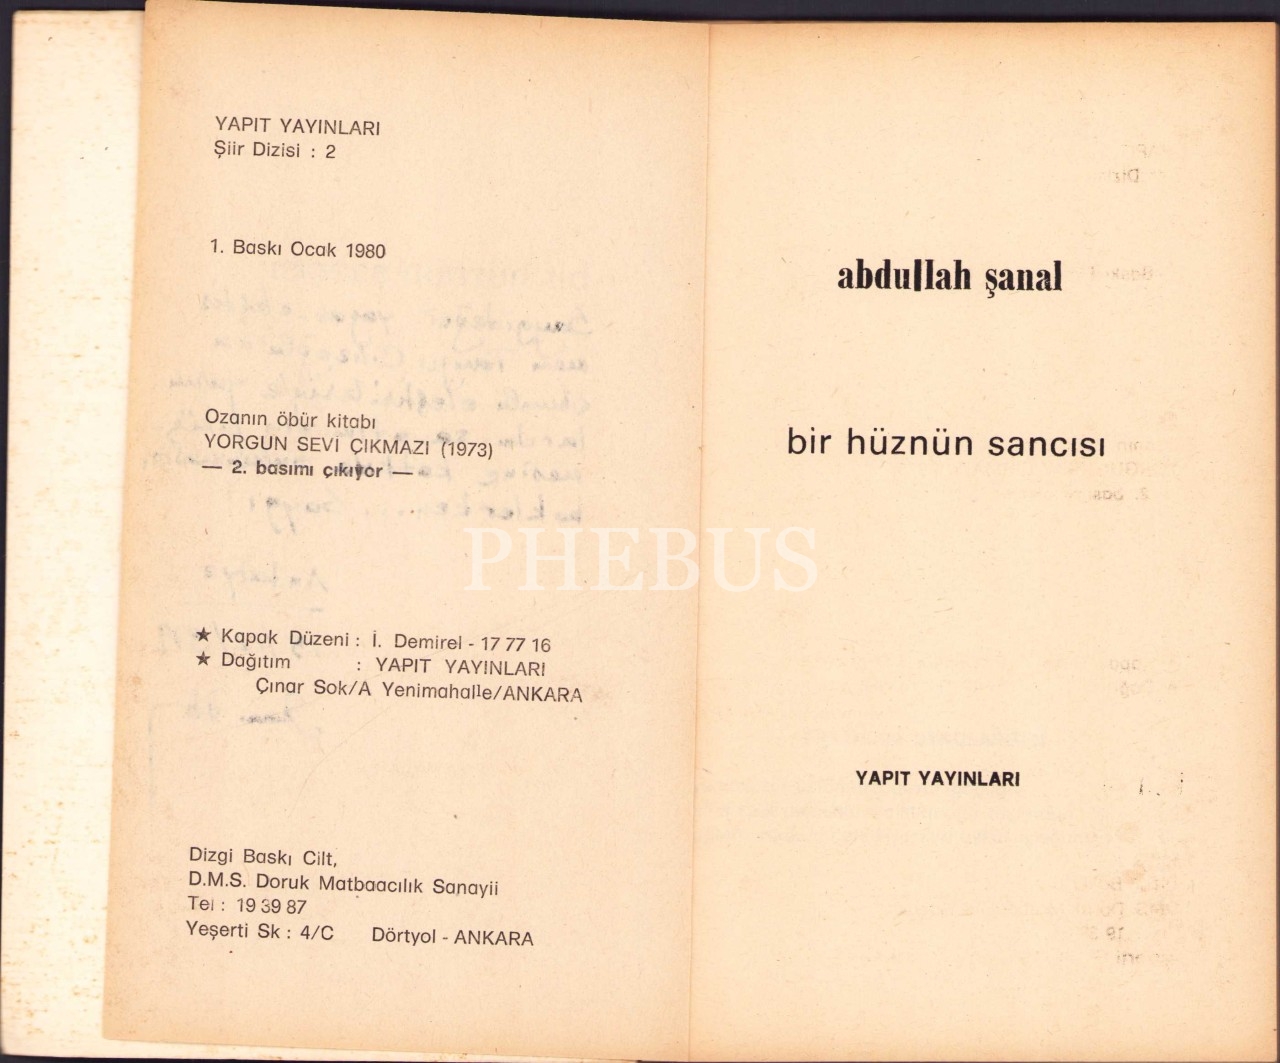 YAPIT YAYINLARI
Şiir Dizisi : 2
1. Baskı Ocak 1980
Ozanın öbür kitabı
YORGUN SEVİ ÇIKMAZI (1973)
— 2. basımı çıkıyor —
★ Kapak Düzeni : İ. Demirel - 17 77 16
★ Dağıtım : YAPIT YAYINLARI
Çınar Sok/A Yenimahalle/ANKARA
Dizgi Baskı Cilt,
D.M.S. Doruk Matbaacılık Sanayii
Tel : 19 39 87
Yeşerti Sk : 4/C Dörtyol - ANKARA
abdullah şanal
bir hüznün sancısı
YAPIT YAYINLARI
PHEBUS